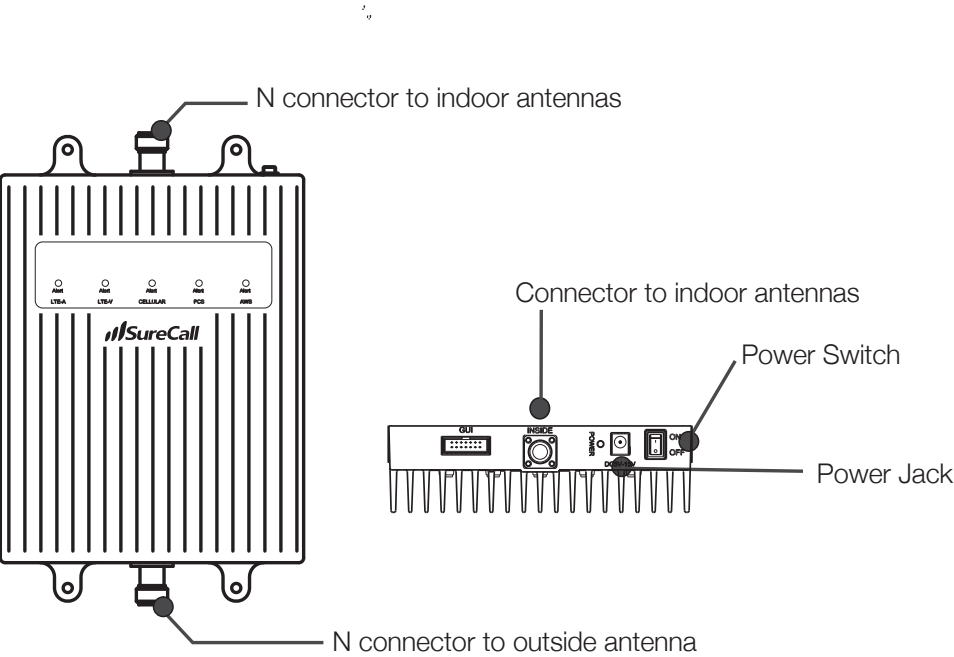 N connector to indoor antennas
Alert Alert Alert Alert Alert
LTE-A LTE-V CELLULAR PCS AWS
SureCall
Connector to indoor antennas
Power Switch
GUI INSIDE POWER ON
OFF
Power Jack
N connector to outside antenna